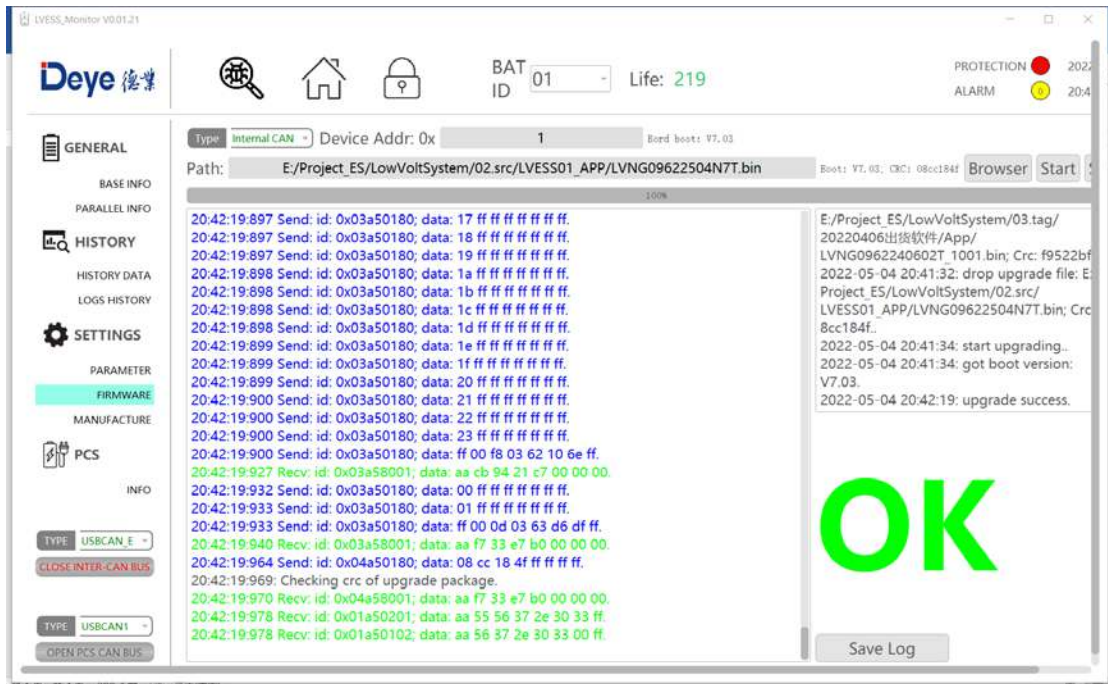 LVESS_Monitor V0.01.21
Deye 德業
BAT ID 01 Life: 219
PROTECTION 2022
ALARM 0 20:4
GENERAL
BASE INFO
PARALLEL INFO
HISTORY
HISTORY DATA
LOGS HISTORY
SETTINGS
PARAMETER
FIRMWARE
MANUFACTURE
PCS
INFO
TYPE USBCAN_E
CLOSE INTER-CAN BUS
TYPE USBCAN1
OPEN PCS CAN BUS
Type Internal CAN Device Addr: 0x 1 Bord boot: V7.03
Path: E:/Project_ES/LowVoltSystem/02.src/LVESS01_APP/LVNG09622504N7T.bin Boot: V7.03, CRC: 08cc184f Browser Start S
100%
20:42:19:897 Send: id: 0x03a50180; data: 17 ff ff ff ff ff ff ff.
20:42:19:897 Send: id: 0x03a50180; data: 18 ff ff ff ff ff ff ff.
20:42:19:897 Send: id: 0x03a50180; data: 19 ff ff ff ff ff ff ff.
20:42:19:898 Send: id: 0x03a50180; data: 1a ff ff ff ff ff ff ff.
20:42:19:898 Send: id: 0x03a50180; data: 1b ff ff ff ff ff ff ff.
20:42:19:898 Send: id: 0x03a50180; data: 1c ff ff ff ff ff ff ff.
20:42:19:898 Send: id: 0x03a50180; data: 1d ff ff ff ff ff ff ff.
20:42:19:899 Send: id: 0x03a50180; data: 1e ff ff ff ff ff ff ff.
20:42:19:899 Send: id: 0x03a50180; data: 1f ff ff ff ff ff ff ff.
20:42:19:899 Send: id: 0x03a50180; data: 20 ff ff ff ff ff ff ff.
20:42:19:900 Send: id: 0x03a50180; data: 21 ff ff ff ff ff ff ff.
20:42:19:900 Send: id: 0x03a50180; data: 22 ff ff ff ff ff ff ff.
20:42:19:900 Send: id: 0x03a50180; data: 23 ff ff ff ff ff ff ff.
20:42:19:900 Send: id: 0x03a50180; data: ff 00 f8 03 62 10 6e ff.
20:42:19:927 Recv: id: 0x03a58001; data: aa cb 94 21 c7 00 00 00.
20:42:19:932 Send: id: 0x03a50180; data: 00 ff ff ff ff ff ff ff.
20:42:19:933 Send: id: 0x03a50180; data: 01 ff ff ff ff ff ff ff.
20:42:19:933 Send: id: 0x03a50180; data: ff 00 0d 03 63 d6 df ff.
20:42:19:940 Recv: id: 0x03a58001; data: aa f7 33 e7 b0 00 00 00.
20:42:19:964 Send: id: 0x04a50180; data: 08 cc 18 4f ff ff ff ff.
20:42:19:969: Checking crc of upgrade package.
20:42:19:970 Recv: id: 0x04a58001; data: aa f7 33 e7 b0 00 00 00.
20:42:19:978 Recv: id: 0x01a50201; data: aa 55 56 37 2e 30 33 ff.
20:42:19:978 Recv: id: 0x01a50102; data: aa 56 37 2e 30 33 00 ff.
E:/Project_ES/LowVoltSystem/03.tag/
20220406出货软件/App/
LVNG0962240602T_1001.bin; Crc: f9522bf
2022-05-04 20:41:32: drop upgrade file: E:
Project_ES/LowVoltSystem/02.src/
LVESS01_APP/LVNG09622504N7T.bin; Crc
8cc184f..
2022-05-04 20:41:34: start upgrading..
2022-05-04 20:41:34: got boot version:
V7.03.
2022-05-04 20:42:19: upgrade success.
OK
Save Log